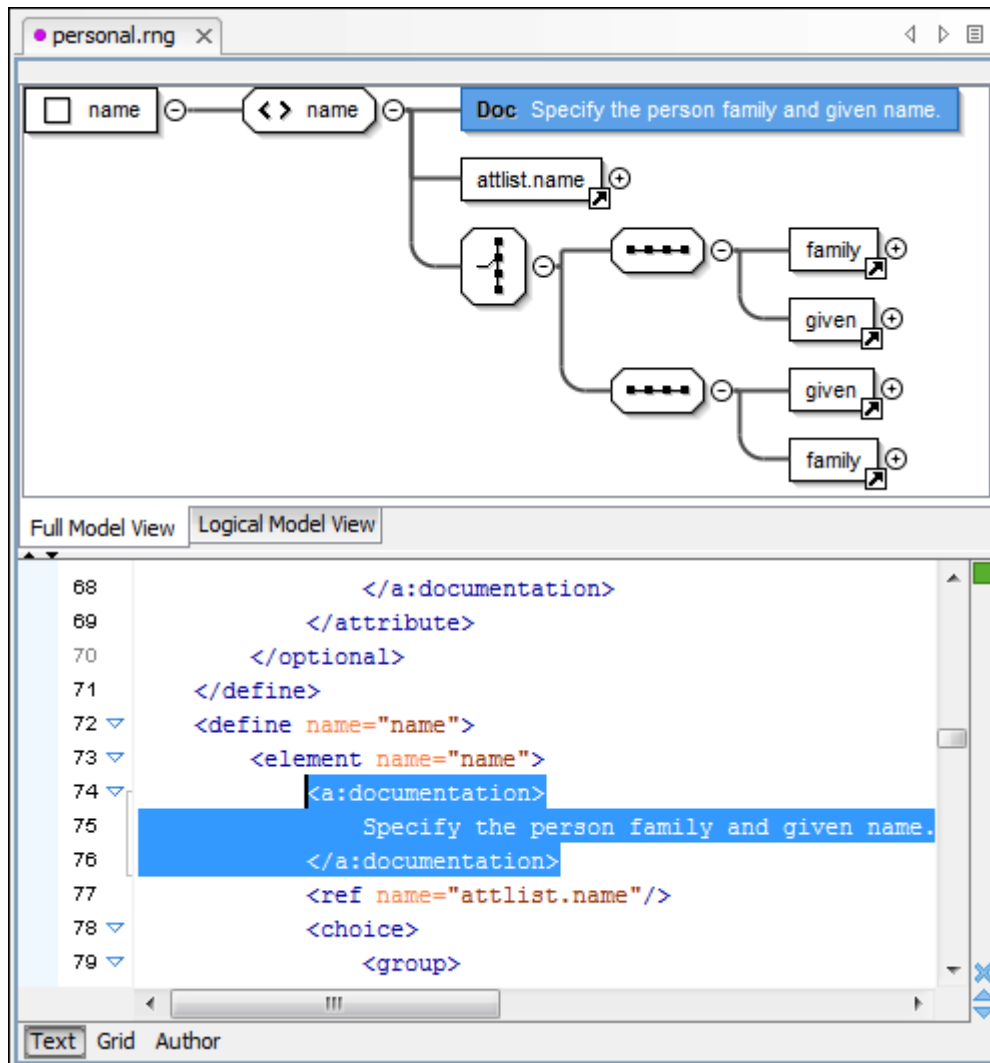 personal.rng
name
< > name
Doc Specify the person family and given name.
attlist.name
family
given
given
family
Full Model View Logical Model View
68 </a:documentation>
69 </attribute>
70 </optional>
71 </define>
72 <define name="name">
73 <element name="name">
74 <a:documentation>
75 Specify the person family and given name.
76 </a:documentation>
77 <ref name="attlist.name"/>
78 <choice>
79 <group>
Text Grid Author